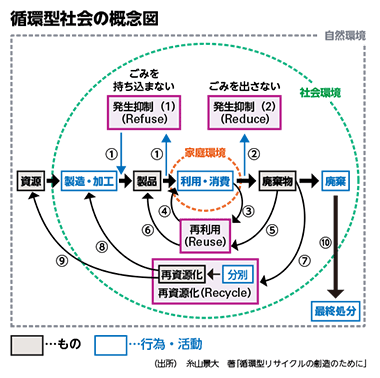 循環型社会の概念図
自然環境
ごみを
持ち込まない
ごみを出さない
社会環境
発生抑制（1）
（Refuse）
発生抑制（2）
（Reduce）
① ① ②
家庭環境
資源
製造・加工
製品
利用・消費
廃棄物
廃棄
④ ③
再利用
（Reuse）
⑥ ⑤
⑩
⑨ ⑧ ⑦
再資源化
分別
再資源化（Recycle）
最終処分
…もの
…行為・活動
（出所） 糸山景大 著「循環型リサイクルの創造のために」